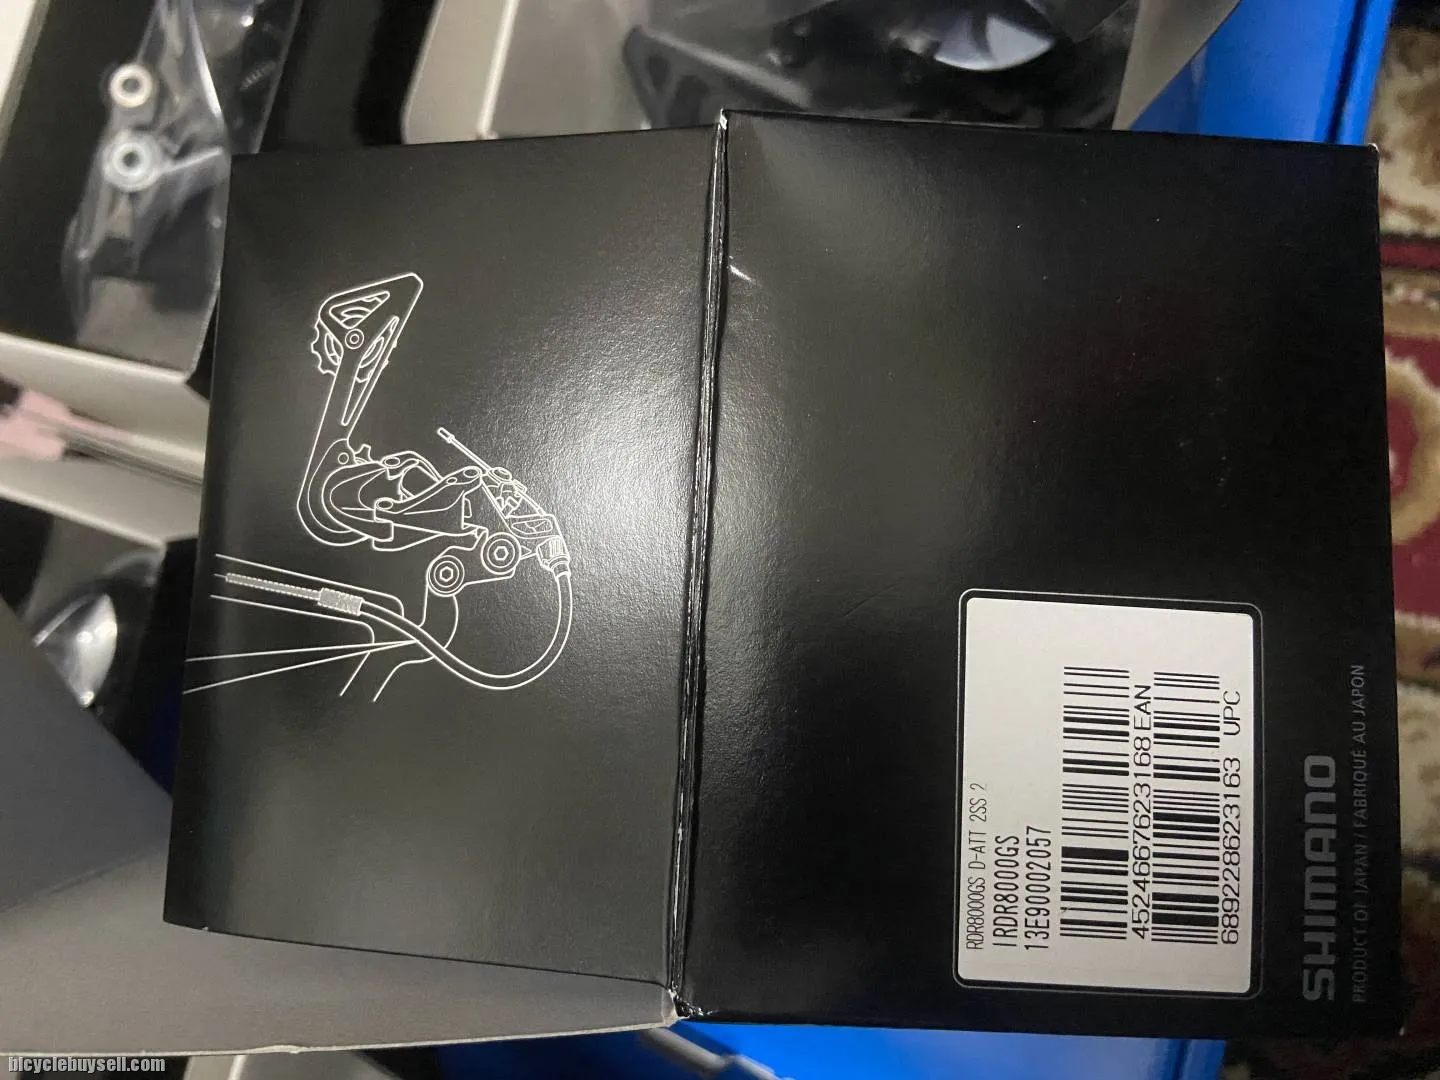 RDR8000GS D-ATT 2SS 2
IRDR8000GS
13E90002057
4524667623168 EAN
689228623163 UPC
SHIMANO
PRODUCT OF JAPAN / FABRIQUÉ AU JAPON
bicyclebuysell.com